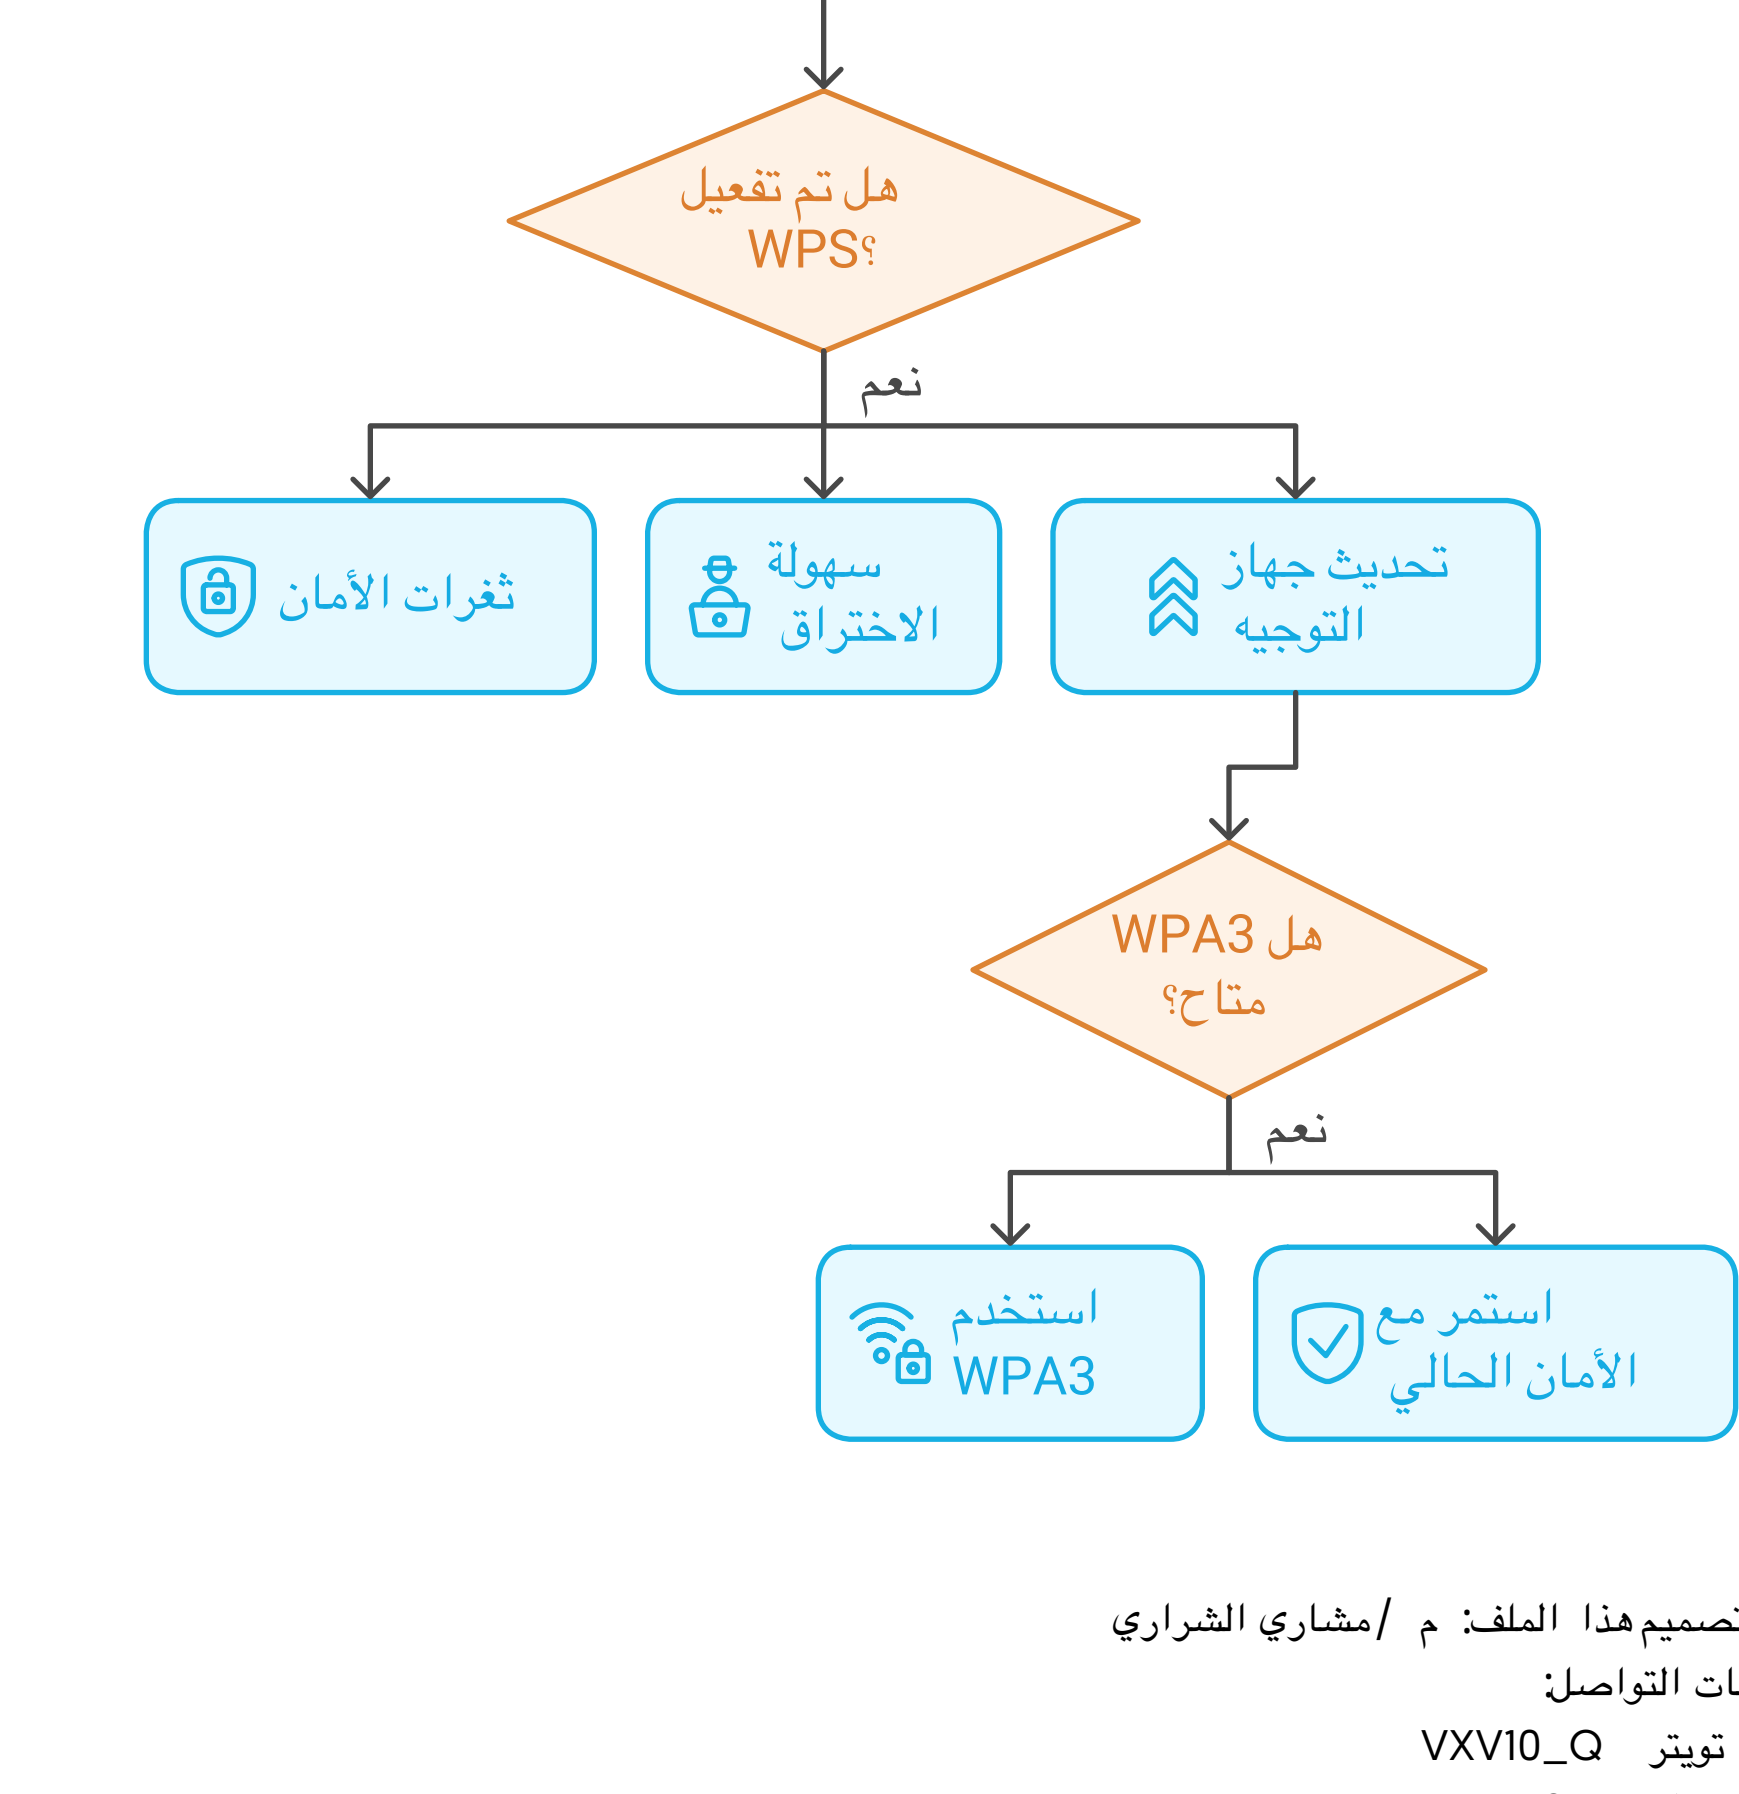 هل تم تفعيل
WPS؟
نعم
تحديث جهاز
التوجيه
سهولة
الاختراق
ثغرات الأمان
هل WPA3
متاح؟
نعم
استمر مع
الأمان الحالي
استخدم
WPA3
تصميم هذا الملف: م / مشاري الشراري
التواصل:
تويتر VXV10_Q